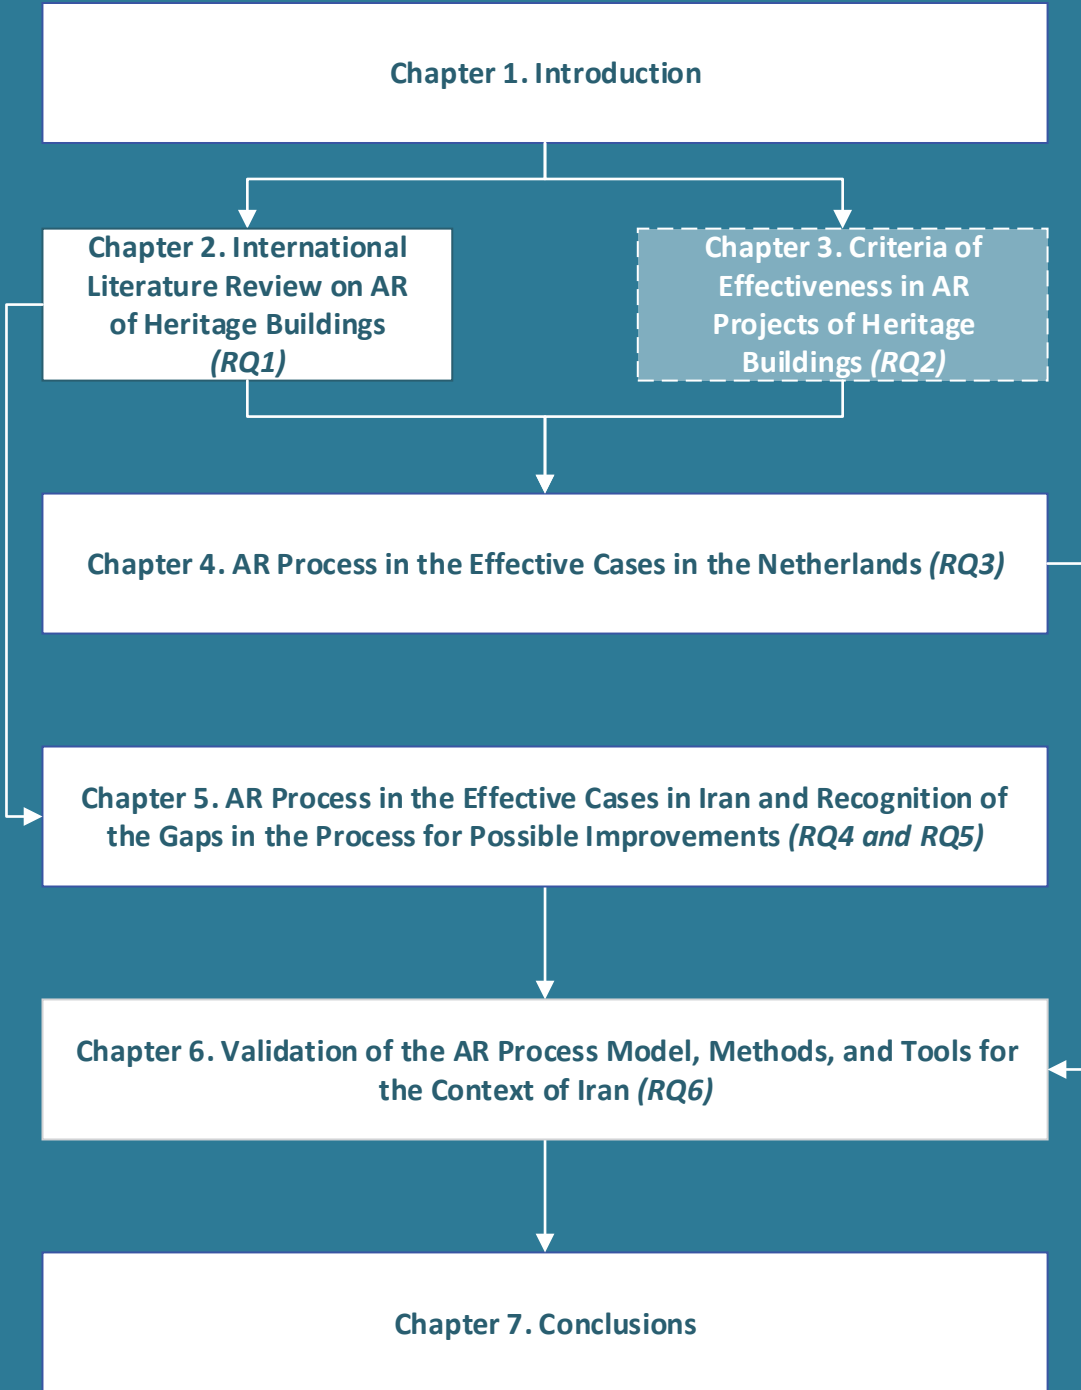 Chapter 1. Introduction
Chapter 2. International
Literature Review on AR
of Heritage Buildings
(RQ1)
Chapter 3. Criteria of
Effectiveness in AR
Projects of Heritage
Buildings (RQ2)
Chapter 4. AR Process in the Effective Cases in the Netherlands (RQ3)
Chapter 5. AR Process in the Effective Cases in Iran and Recognition of
the Gaps in the Process for Possible Improvements (RQ4 and RQ5)
Chapter 6. Validation of the AR Process Model, Methods, and Tools for
the Context of Iran (RQ6)
Chapter 7. Conclusions